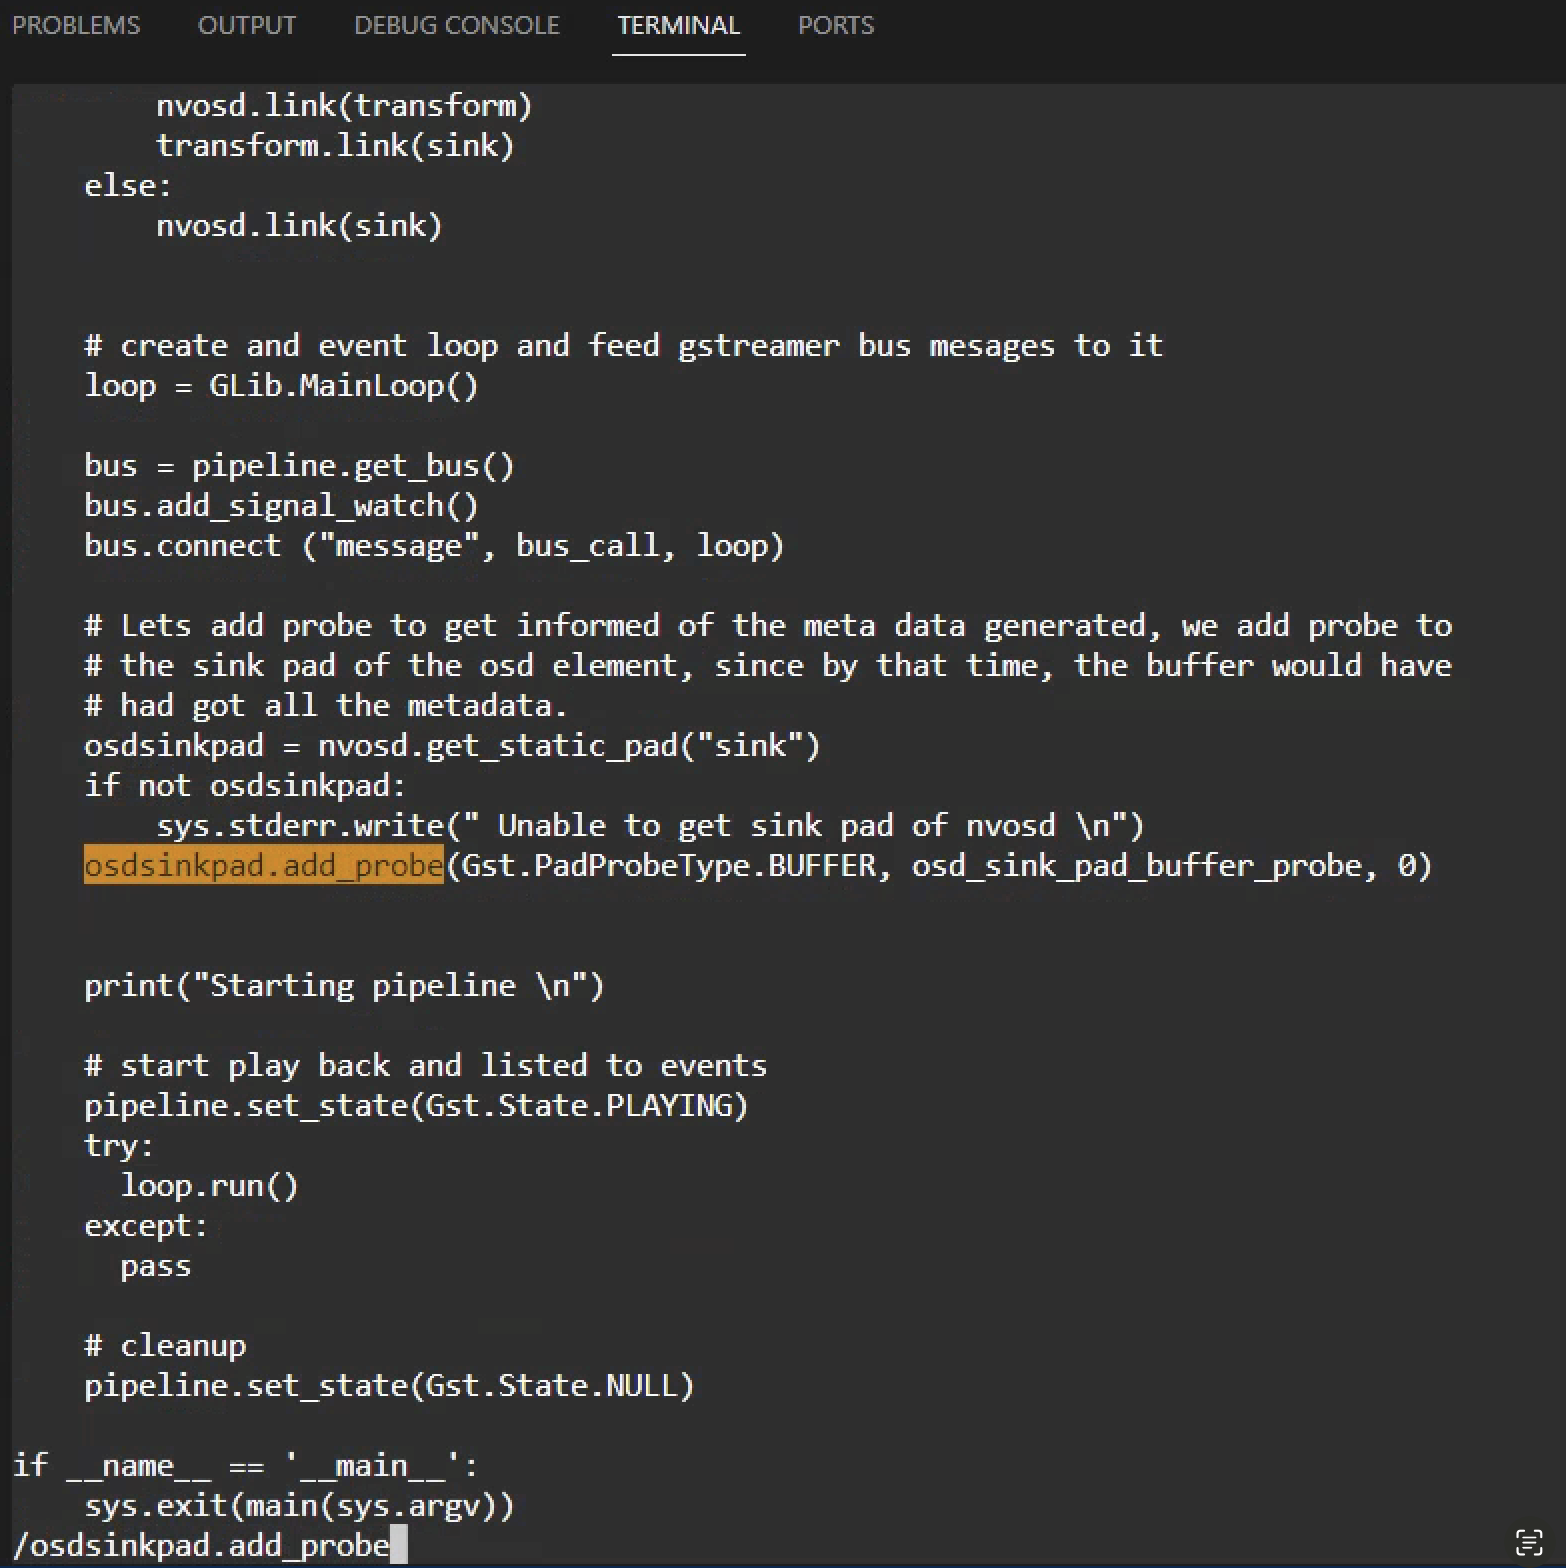 PROBLEMS OUTPUT DEBUG CONSOLE TERMINAL PORTS
nvosd.link(transform)
transform.link(sink)
else:
nvosd.link(sink)
# create and event loop and feed gstreamer bus mesages to it
loop = GLib.MainLoop()
bus = pipeline.get_bus()
bus.add_signal_watch()
bus.connect ("message", bus_call, loop)
# Lets add probe to get informed of the meta data generated, we add probe to
# the sink pad of the osd element, since by that time, the buffer would have
# had got all the metadata.
osdsinkpad = nvosd.get_static_pad("sink")
if not osdsinkpad:
sys.stderr.write(" Unable to get sink pad of nvosd \n")
osdsinkpad.add_probe(Gst.PadProbeType.BUFFER, osd_sink_pad_buffer_probe, 0)
print("Starting pipeline \n")
# start play back and listed to events
pipeline.set_state(Gst.State.PLAYING)
try:
loop.run()
except:
pass
# cleanup
pipeline.set_state(Gst.State.NULL)
if __name__ == '__main__':
sys.exit(main(sys.argv))
/osdsinkpad.add_probe